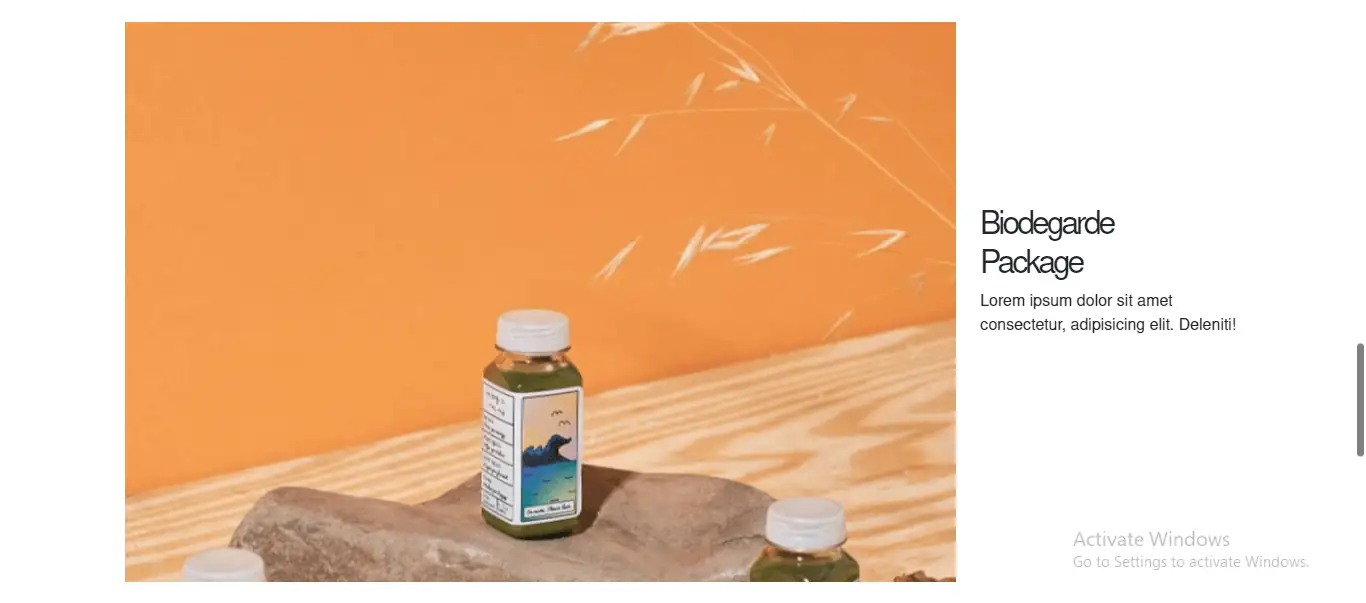 Biodegarde
Package
Lorem ipsum dolor sit amet
consectetur, adipisicing elit. Deleniti!
Activate Windows
Go to Settings to activate Windows.